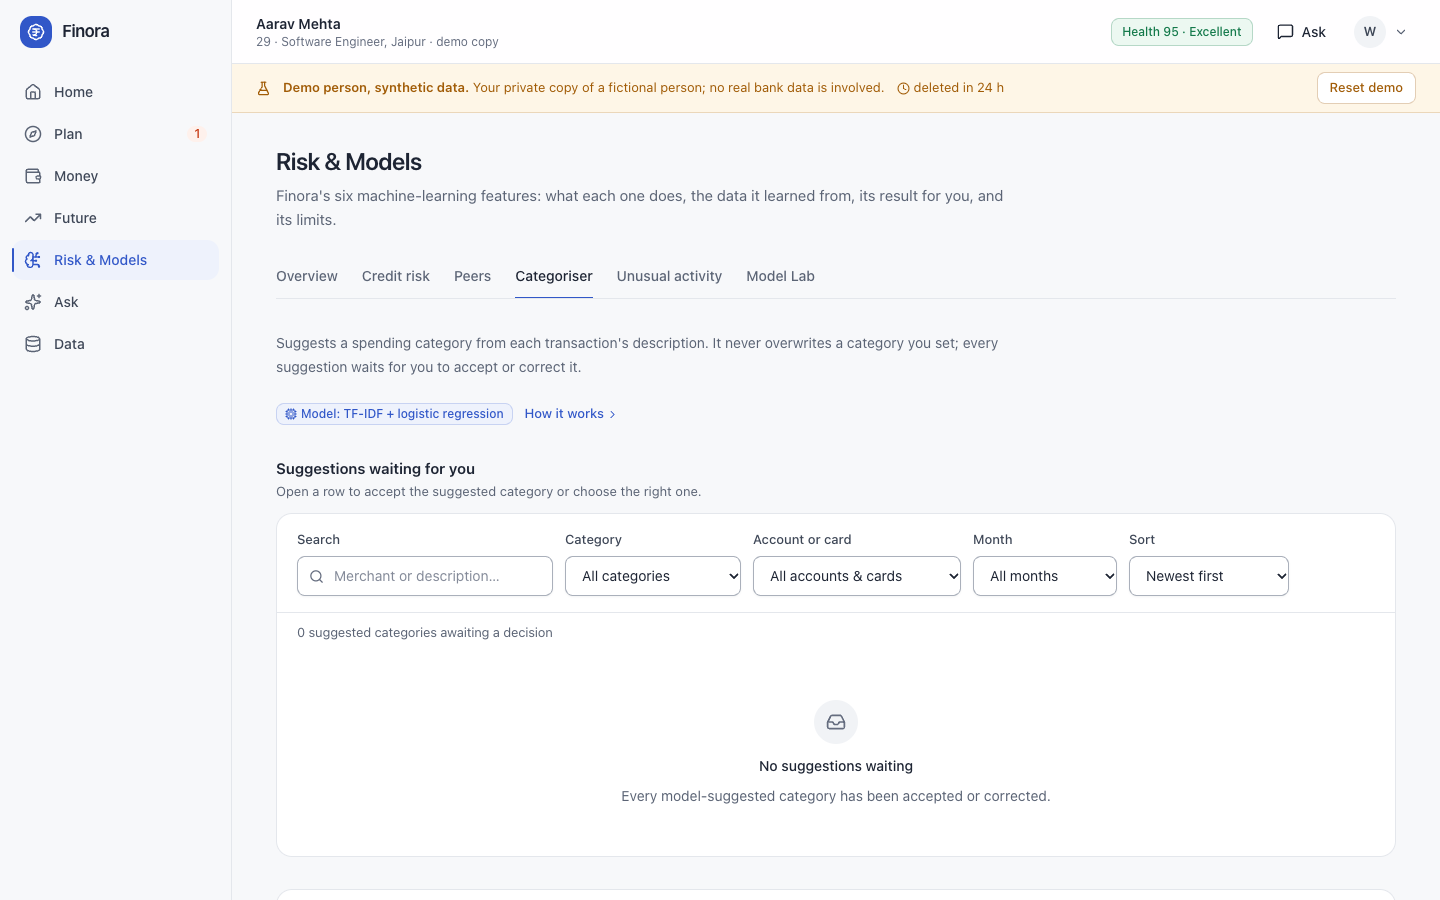 Finora
Home
Plan
1
Money
Future
Risk & Models
Ask
Data
Aarav Mehta
29 · Software Engineer, Jaipur · demo copy
Health 95 · Excellent
Ask
W
Demo person, synthetic data. Your private copy of a fictional person; no real bank data is involved. deleted in 24 h
Reset demo
Risk & Models
Finora's six machine-learning features: what each one does, the data it learned from, its result for you, and
its limits.
Overview
Credit risk
Peers
Categoriser
Unusual activity
Model Lab
Suggests a spending category from each transaction's description. It never overwrites a category you set; every
suggestion waits for you to accept or correct it.
Model: TF-IDF + logistic regression
How it works
Suggestions waiting for you
Open a row to accept the suggested category or choose the right one.
Search
Category
Account or card
Month
Sort
Merchant or description...
All categories
All accounts & cards
All months
Newest first
0 suggested categories awaiting a decision
No suggestions waiting
Every model-suggested category has been accepted or corrected.